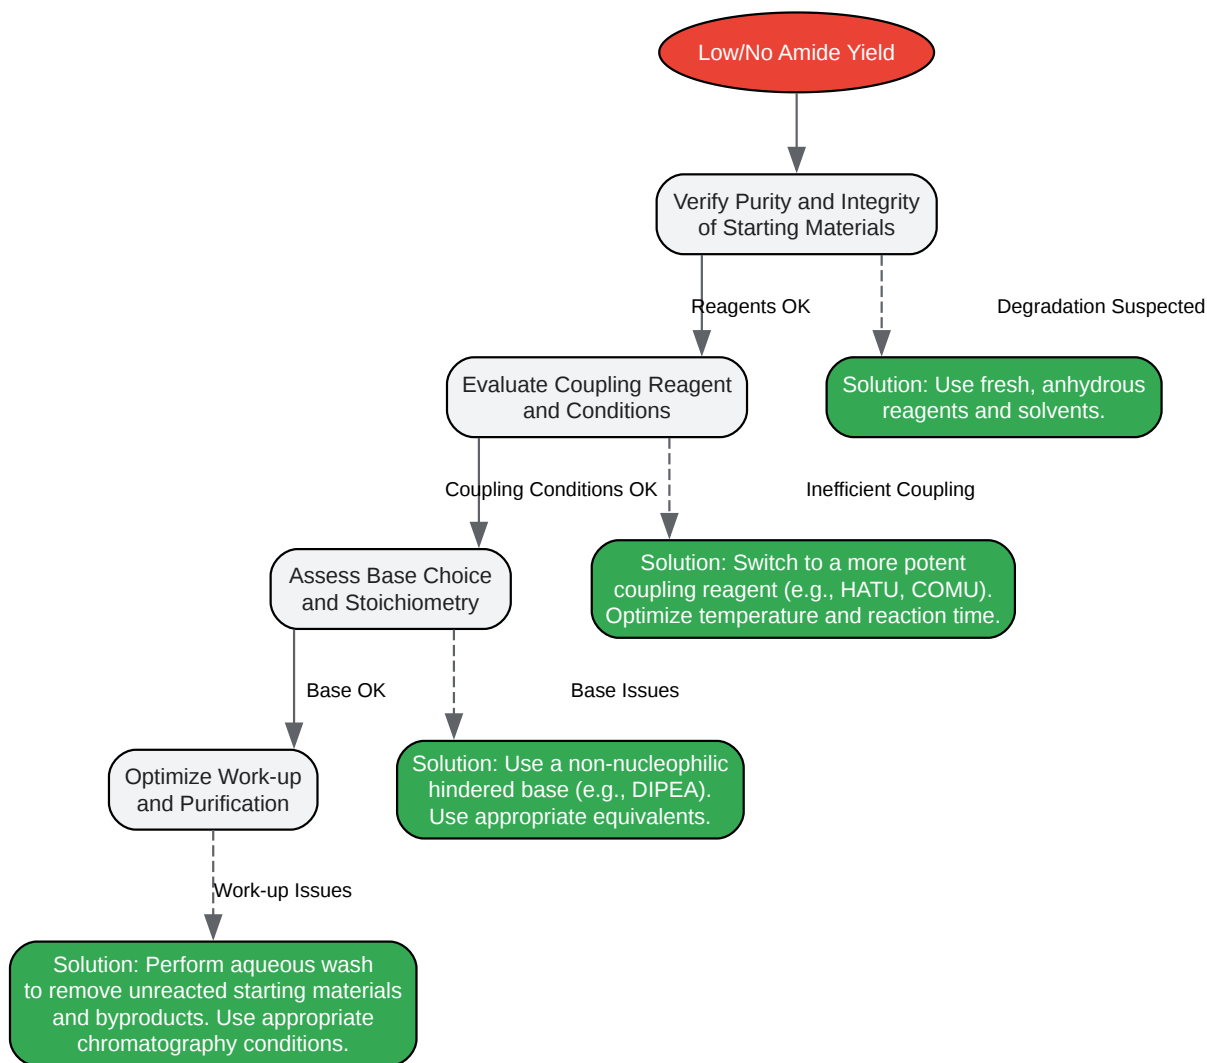 Low/No Amide Yield
Verify Purity and Integrity
of Starting Materials
Reagents OK
Degradation Suspected
Evaluate Coupling Reagent
and Conditions
Solution: Use fresh, anhydrous
reagents and solvents.
Coupling Conditions OK
Inefficient Coupling
Assess Base Choice
and Stoichiometry
Solution: Switch to a more potent
coupling reagent (e.g., HATU, COMU).
Optimize temperature and reaction time.
Base OK
Base Issues
Optimize Work-up
and Purification
Solution: Use a non-nucleophilic
hindered base (e.g., DIPEA).
Use appropriate equivalents.
Work-up Issues
Solution: Perform aqueous wash
to remove unreacted starting materials
and byproducts. Use appropriate
chromatography conditions.